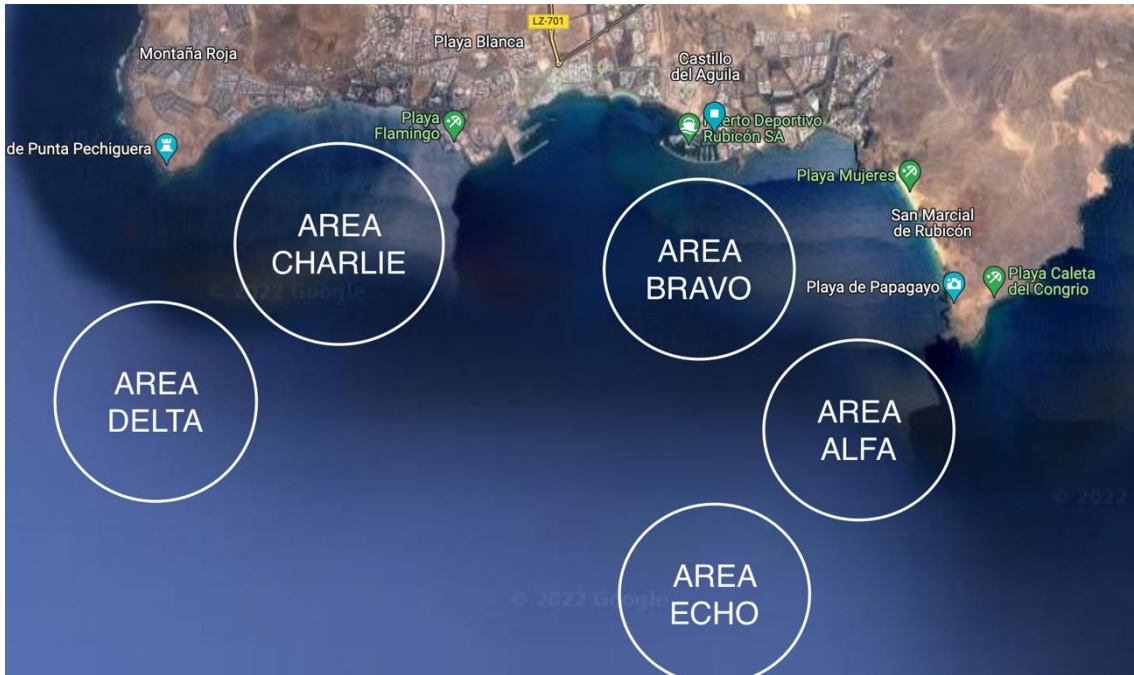 LZ-701
Montaña Roja
Playa Blanca
Castillo
del Aguila
Playa
Flamingo
erto Deportivo
Rubicón SA
de Punta Pechiguera
Playa Mujeres
San Marcial
de Rubicón
AREA
CHARLIE
AREA
BRAVO
Playa de Papagayo
Playa Caleta
del Congrio
© 2022 Google
AREA
DELTA
AREA
ALFA
© 2022
AREA
ECHO
© 2022 Google